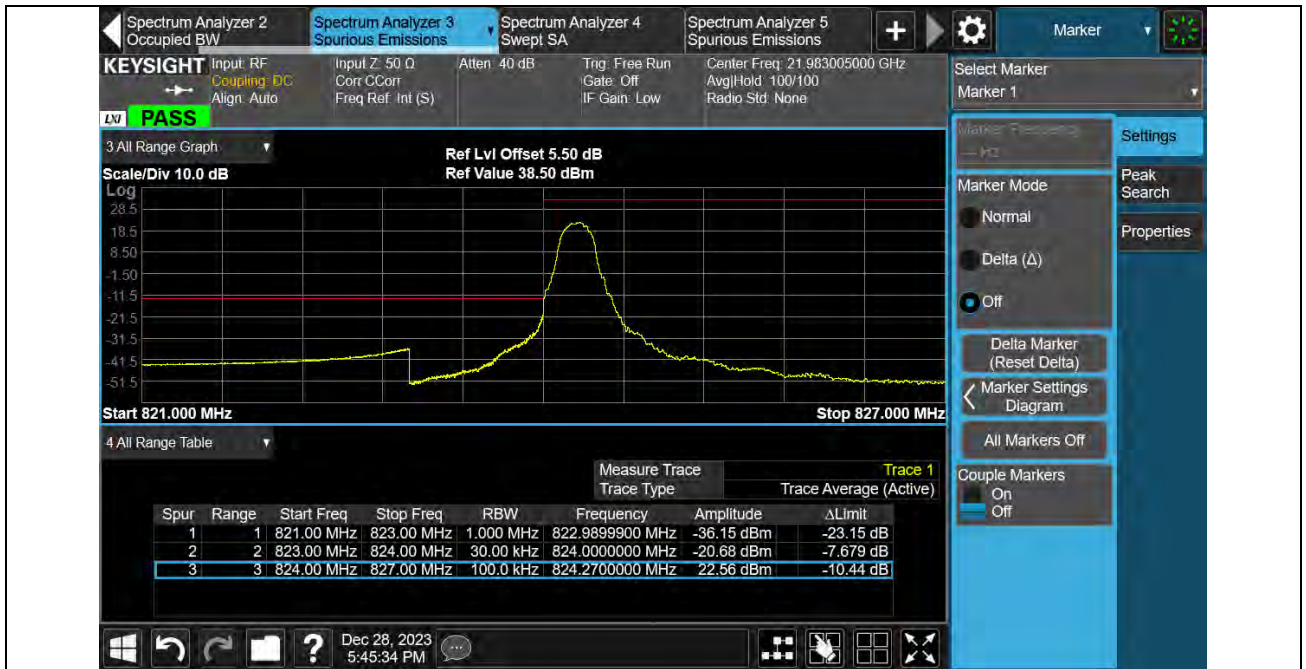 Spectrum Analyzer 2
Occupied BW
Spectrum Analyzer 3
Spurious Emissions
Spectrum Analyzer 4
Swept SA
Spectrum Analyzer 5
Spurious Emissions
+
Marker
KEYSIGHT
Input: RF
Coupling: DC
Align: Auto
Input Z: 50 Ω
Corr CCorr
Freq Ref: Int (S)
Atten: 40 dB
Trig: Free Run
Gate: Off
IF Gain: Low
Center Freq: 21.983005000 GHz
Avg|Hold: 100/100
Radio Std: None
LXI PASS
Select Marker
Marker 1
3 All Range Graph
Ref Lvl Offset 5.50 dB
Scale/Div 10.0 dB
Ref Value 38.50 dBm
Log
28.5
18.5
8.50
-1.50
-11.5
-21.5
-31.5
-41.5
-51.5
Start 821.000 MHz
Stop 827.000 MHz
Marker Frequency
--- Hz
Settings
Peak
Search
Properties
Marker Mode
Normal
Delta (Δ)
Off
Delta Marker
(Reset Delta)
Marker Settings
Diagram
All Markers Off
Couple Markers
On
Off
4 All Range Table
Measure Trace Trace 1
Trace Type Trace Average (Active)
Spur Range Start Freq Stop Freq RBW Frequency Amplitude ΔLimit
1 1 821.00 MHz 823.00 MHz 1.000 MHz 822.9899900 MHz -36.15 dBm -23.15 dB
2 2 823.00 MHz 824.00 MHz 30.00 kHz 824.0000000 MHz -20.68 dBm -7.679 dB
3 3 824.00 MHz 827.00 MHz 100.0 kHz 824.2700000 MHz 22.56 dBm -10.44 dB
?
Dec 28, 2023
5:45:34 PM